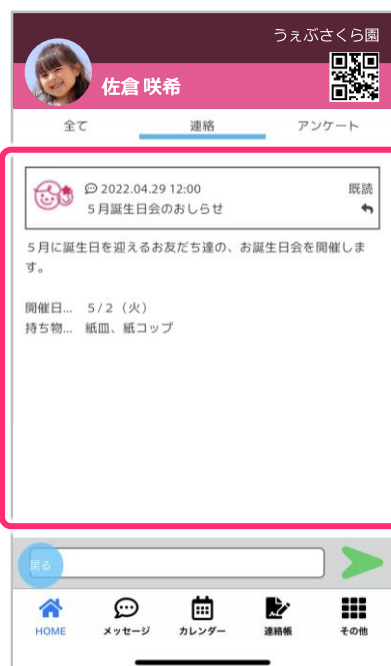 うぇぶさくら園
佐倉 咲希
全て 連絡 アンケート
2022.04.29 12:00 既読
５月誕生日会のおしらせ
５月に誕生日を迎えるお友だち達の、お誕生日会を開催しま
す。
開催日... 5/2（火）
持ち物... 紙皿、紙コップ
戻る
HOME メッセージ カレンダー 連絡帳 その他